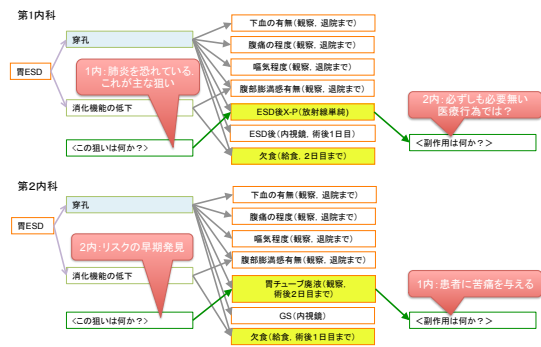 第1内科
胃ESD
穿孔
消化機能の低下
<この狙いは何か?>
1内:肺炎を恐れている.
これが主な狙い
下血の有無(観察, 退院まで)
腹痛の程度(観察, 退院まで)
嘔気程度(観察, 退院まで)
腹部膨満感有無(観察, 退院まで)
ESD後X-P(放射線単純)
ESD後(内視鏡, 術後1日目)
欠食(給食, 2日目まで)
2内:必ずしも必要無い
医療行為では?
<副作用は何か?>
第2内科
胃ESD
穿孔
消化機能の低下
<この狙いは何か?>
2内:リスクの早期発見
下血の有無(観察, 退院まで)
腹痛の程度(観察, 退院まで)
嘔気程度(観察, 退院まで)
腹部膨満感有無(観察, 退院まで)
胃チューブ廃液(観察,
術後2日目まで)
GS(内視鏡)
欠食(給食, 術後1日目まで)
1内:患者に苦痛を与える
<副作用は何か?>